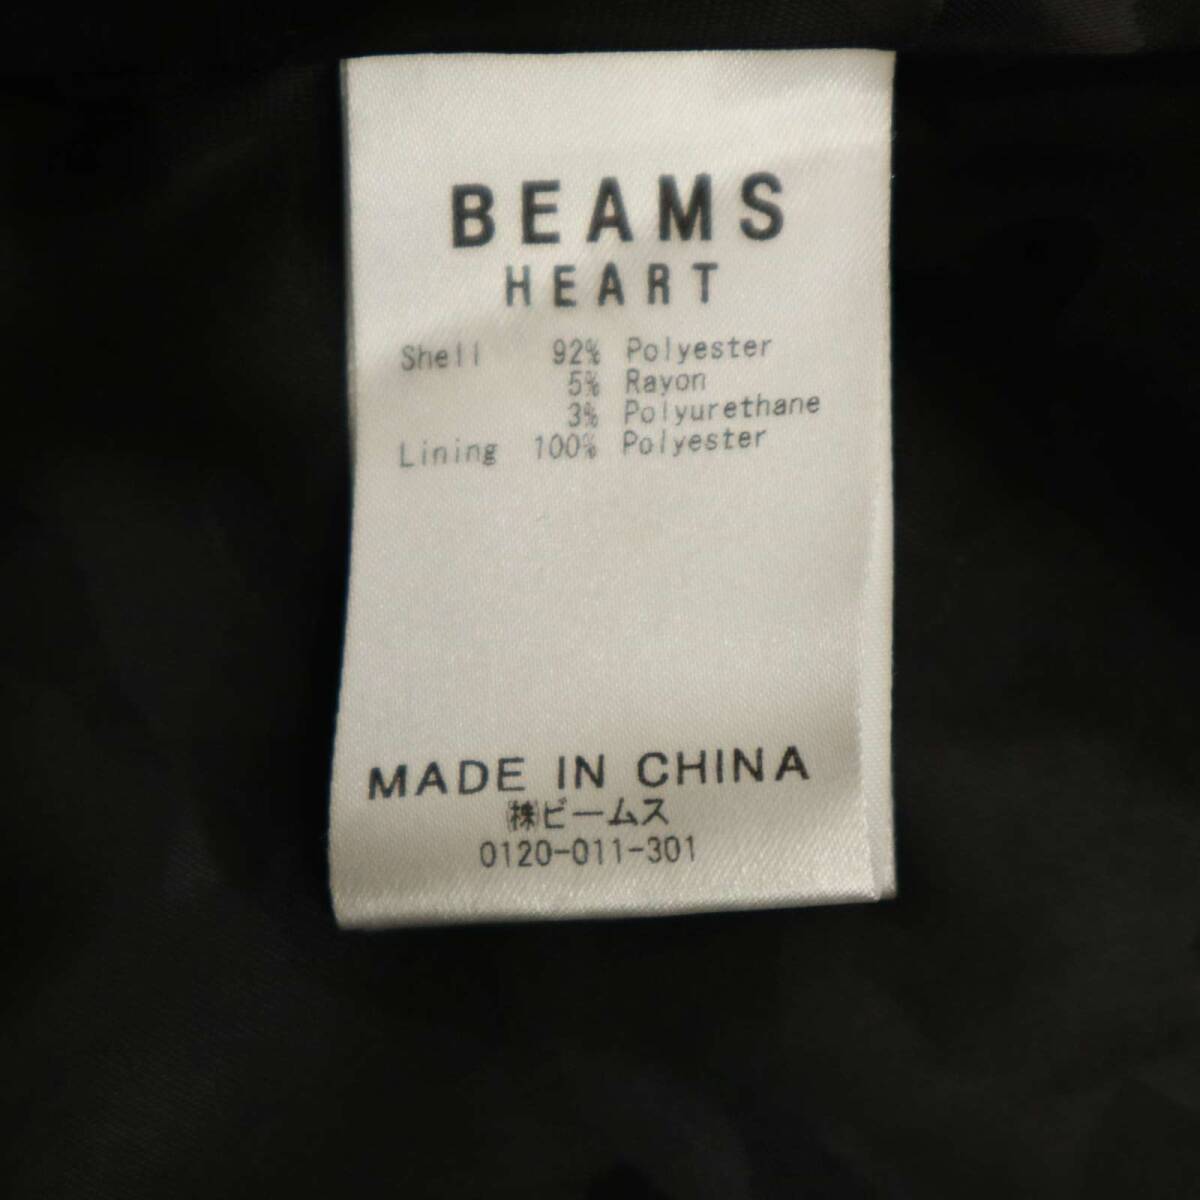 BEAMS
HEART
Shell 92% Polyester
5% Rayon
3% Polyurethane
Lining 100% Polyester
MADE IN CHINA
㈱ビームス
0120-011-301